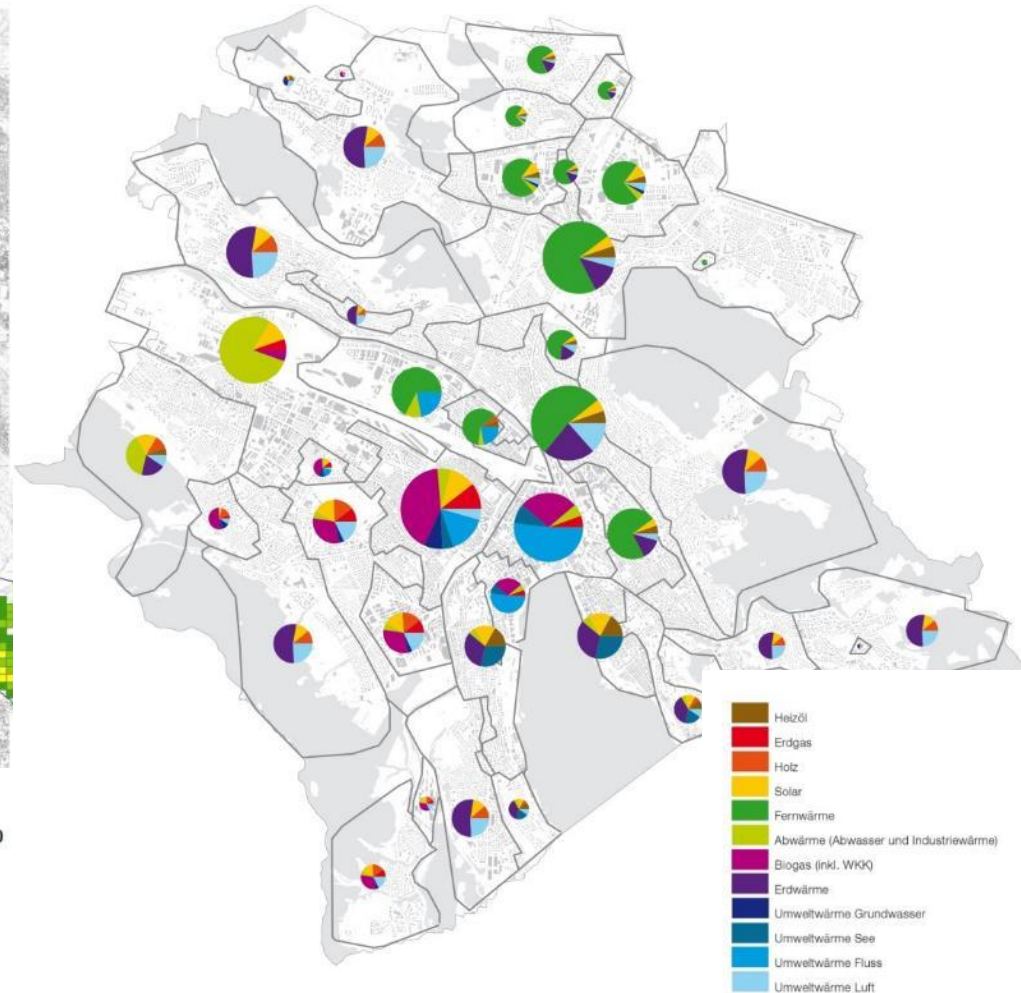 Heizöl
Erdgas
Holz
Solar
Fernwärme
Abwärme (Abwasser und Industriewärme)
Biogas (inkl. WKK)
Erdwärme
Umweltwärme Grundwasser
Umweltwärme See
Umweltwärme Fluss
Umweltwärme Luft